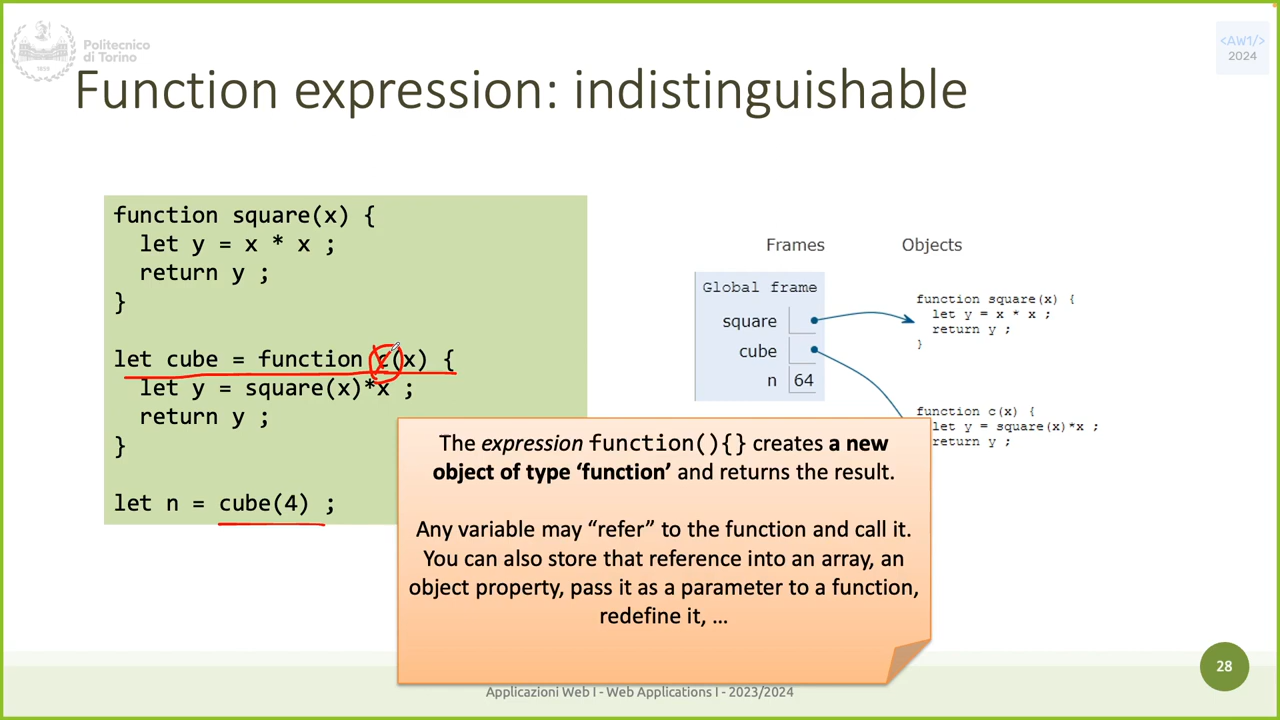 Politecnico
di Torino
<AW1/>
2024
Function expression: indistinguishable
function square(x) {
let y = x * x ;
return y ;
}
let cube = function c(x) {
let y = square(x)*x ;
return y ;
}
let n = cube(4) ;
Frames
Objects
Global frame
square
cube
n 64
function square(x) {
let y = x * x ;
return y ;
}
function c(x) {
let y = square(x)*x ;
return y ;
The expression function(){} creates a new
object of type ‘function’ and returns the result.
Any variable may “refer” to the function and call it.
You can also store that reference into an array, an
object property, pass it as a parameter to a function,
redefine it, …
28
Applicazioni Web I - Web Applications I - 2023/2024